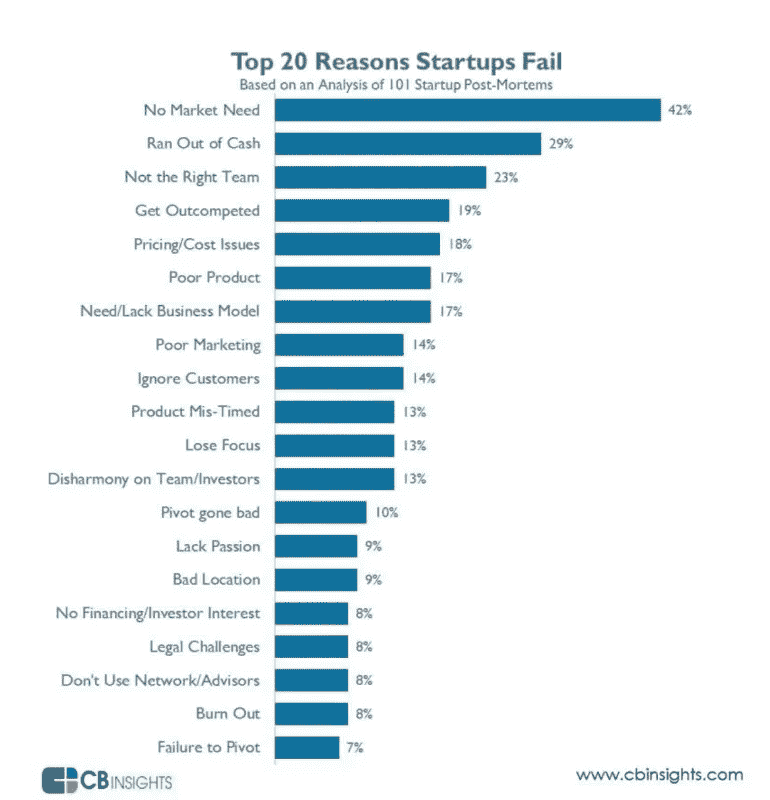 Top 20 Reasons Startups Fail
Based on an Analysis of 101 Startup Post-Mortems
No Market Need 42%
Ran Out of Cash 29%
Not the Right Team 23%
Get Outcompeted 19%
Pricing/Cost Issues 18%
Poor Product 17%
Need/Lack Business Model 17%
Poor Marketing 14%
Ignore Customers 14%
Product Mis-Timed 13%
Lose Focus 13%
Disharmony on Team/Investors 13%
Pivot gone bad 10%
Lack Passion 9%
Bad Location 9%
No Financing/Investor Interest 8%
Legal Challenges 8%
Don't Use Network/Advisors 8%
Burn Out 8%
Failure to Pivot 7%
CBINSIGHTS www.cbinsights.com